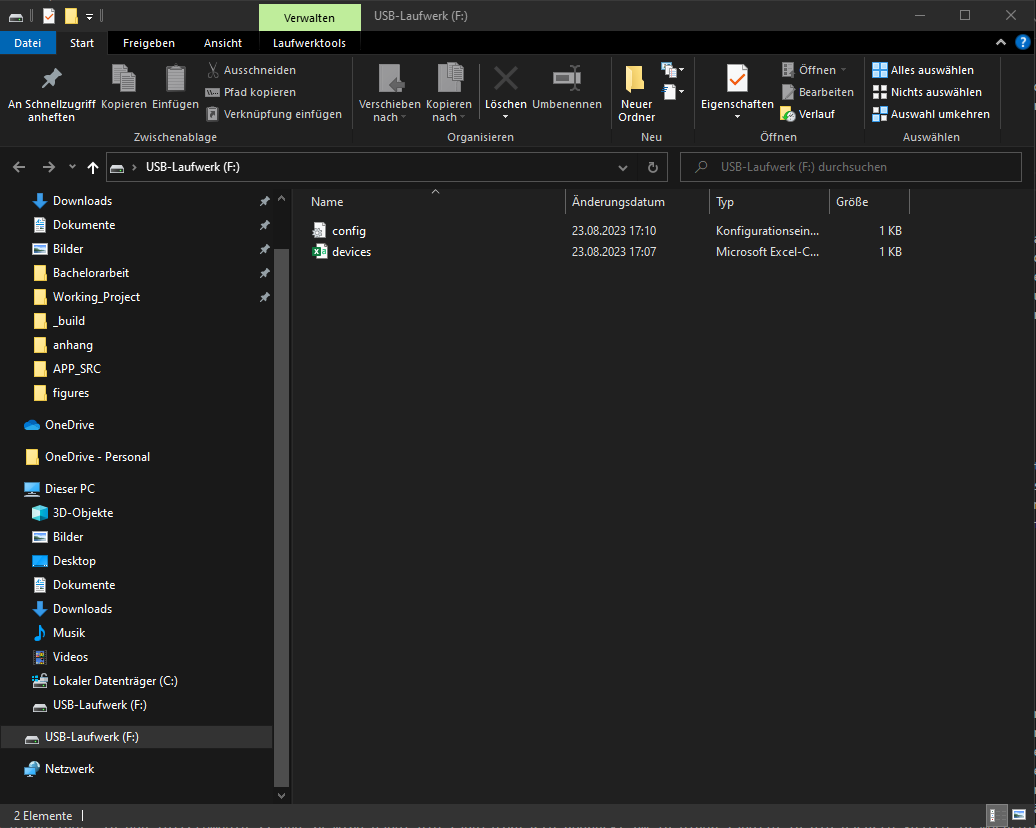 Verwalten USB-Laufwerk (F:)
Datei Start Freigeben Ansicht Laufwerktools
An Schnellzugriff anheften
Kopieren
Einfügen
Ausschneiden
Pfad kopieren
Verknüpfung einfügen
Zwischenablage
Verschieben nach
Kopieren nach
Löschen
Umbenennen
Organisieren
Neuer Ordner
Neu
Eigenschaften
Öffnen
Bearbeiten
Verlauf
Öffnen
Alles auswählen
Nichts auswählen
Auswahl umkehren
Auswählen
USB-Laufwerk (F:)
USB-Laufwerk (F:) durchsuchen
Downloads
Dokumente
Bilder
Bachelorarbeit
Working_Project
_build
anhang
APP_SRC
figures
OneDrive
OneDrive - Personal
Dieser PC
3D-Objekte
Bilder
Desktop
Dokumente
Downloads
Musik
Videos
Lokaler Datenträger (C:)
USB-Laufwerk (F:)
USB-Laufwerk (F:)
Netzwerk
Name Änderungsdatum Typ Größe
config 23.08.2023 17:10 Konfigurationsein... 1 KB
devices 23.08.2023 17:07 Microsoft Excel-C... 1 KB
2 Elemente